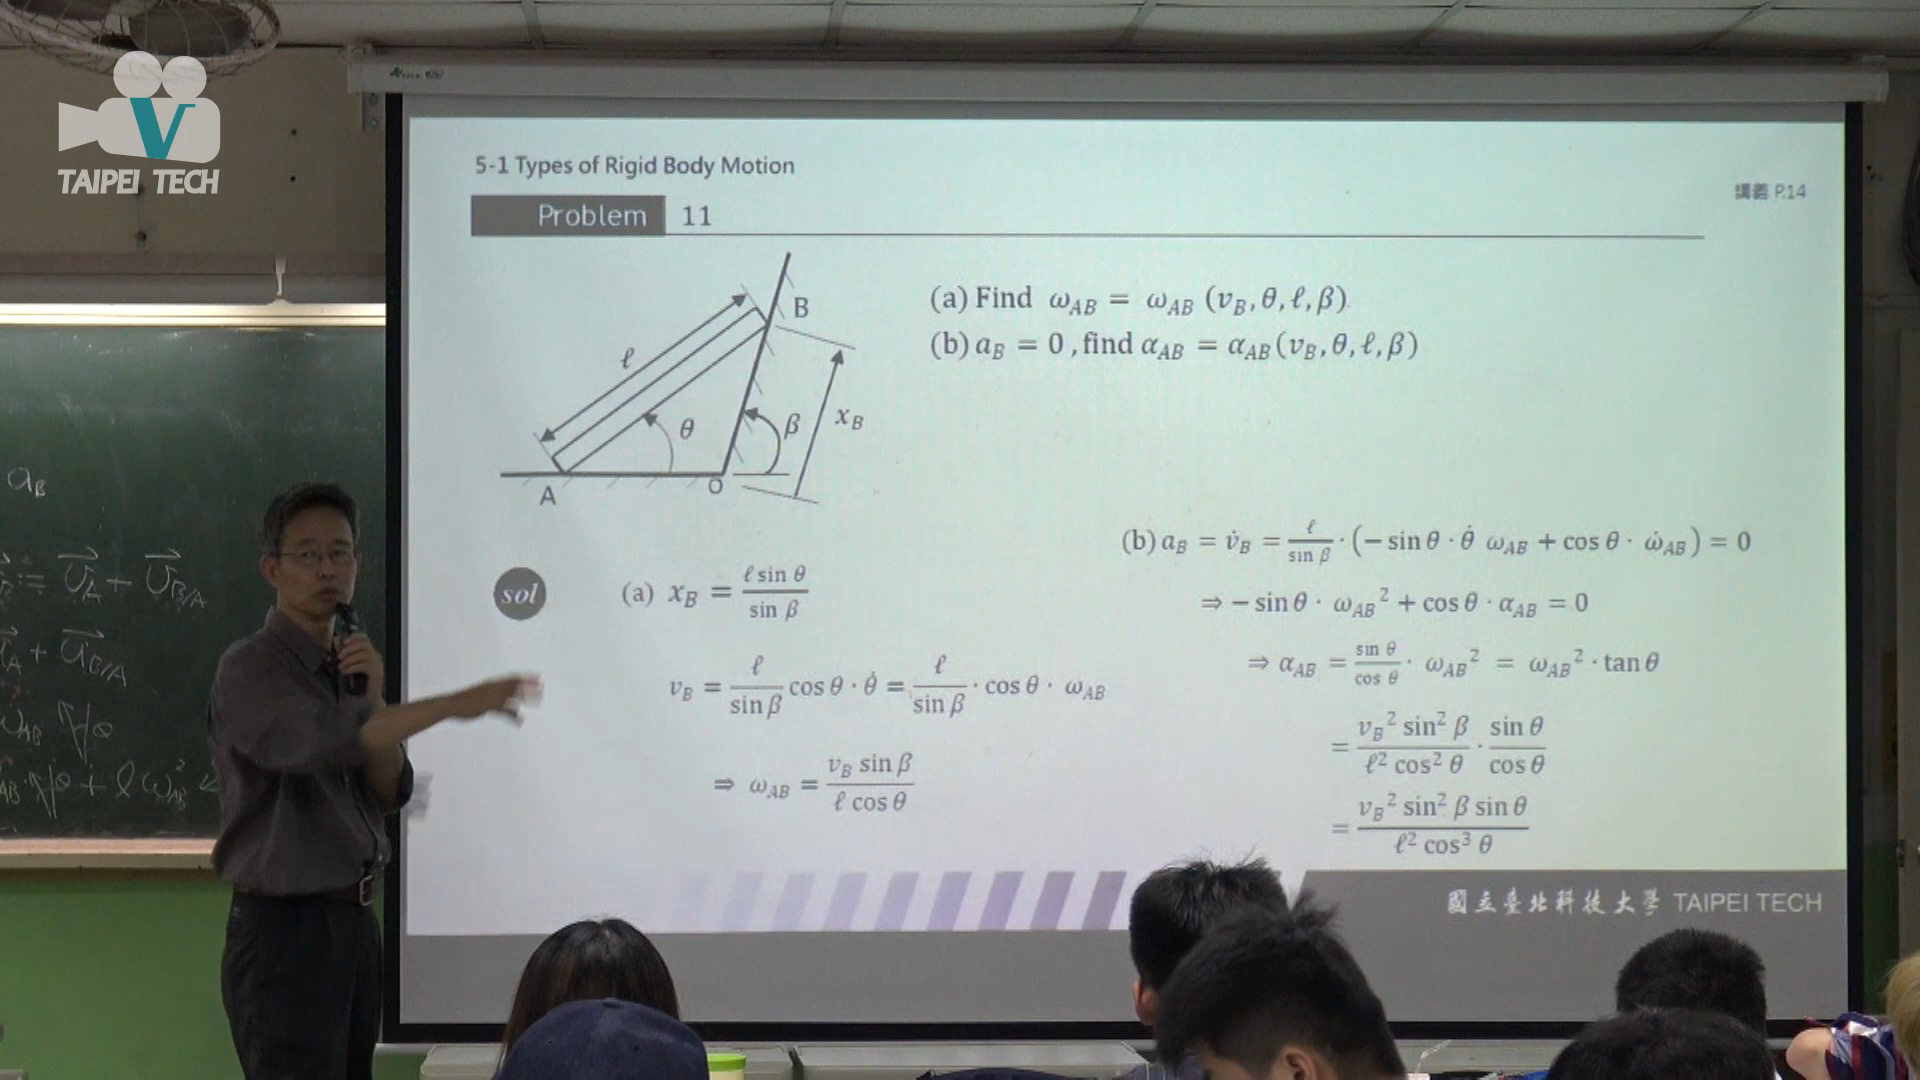 V
TAIPEI TECH
5-1 Types of Rigid Body Motion
講義 P.14
Problem 11
B
ℓ
θ
β
x_B
A
O
(a) Find ω_AB = ω_AB (v_B, θ, ℓ, β)
(b) a_B = 0 , find α_AB = α_AB (v_B, θ, ℓ, β)
sol
(a) x_B = ℓ sin θ / sin β
v_B = ℓ / sin β cos θ · θ̇ = ℓ / sin β · cos θ · ω_AB
⇒ ω_AB = v_B sin β / ℓ cos θ
(b) a_B = v̇_B = ℓ / sin β · (− sin θ · θ̇ ω_AB + cos θ · ω̇_AB) = 0
⇒ − sin θ · ω_AB² + cos θ · α_AB = 0
⇒ α_AB = sin θ / cos θ · ω_AB² = ω_AB² · tan θ
= v_B² sin² β / ℓ² cos² θ · sin θ / cos θ
= v_B² sin² β sin θ / ℓ² cos³ θ
國立臺北科技大學 TAIPEI TECH
a_B
= v⃗_A + v⃗_B/A
+ a⃗_B/A